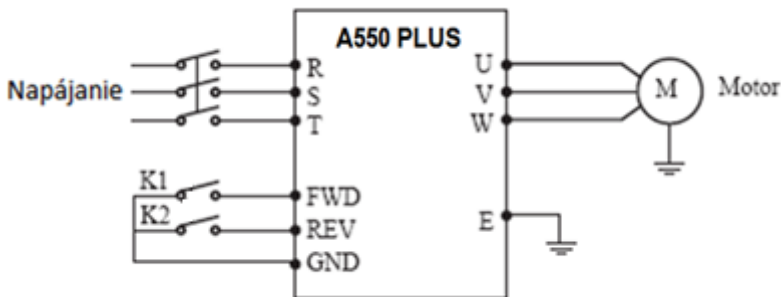 A550 PLUS
R
U
Napájanie
S
V
M
Motor
T
W
K1
FWD
K2
REV
E
GND